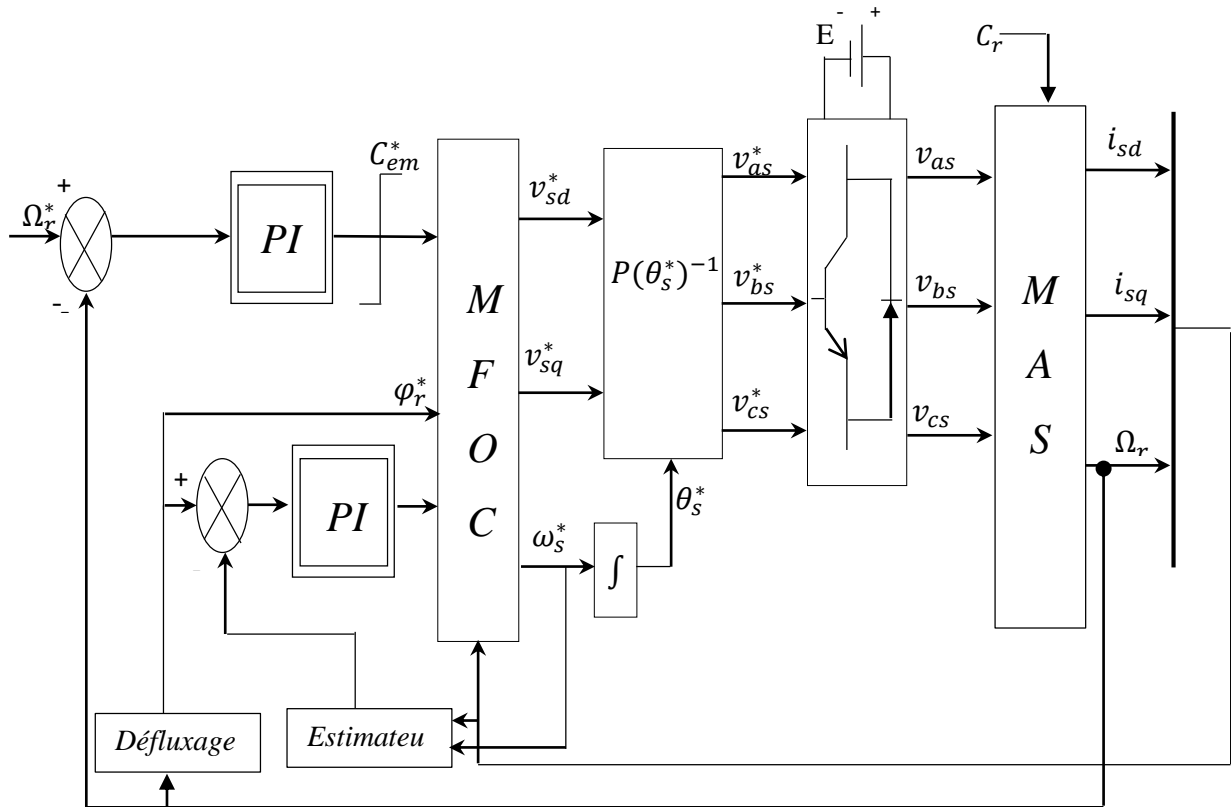 E - +
C_r
C_em^*
+
Ω_r^*
PI
- -
v_sd^*
v_sq^*
M
F
O
C
φ_r^*
+
-
PI
ω_s^*
∫
θ_s^*
P(θ_s^*)^{-1}
v_as^*
v_bs^*
v_cs^*
v_as
v_bs
v_cs
M
A
S
i_sd
i_sq
Ω_r
Défluxage
Estimateu